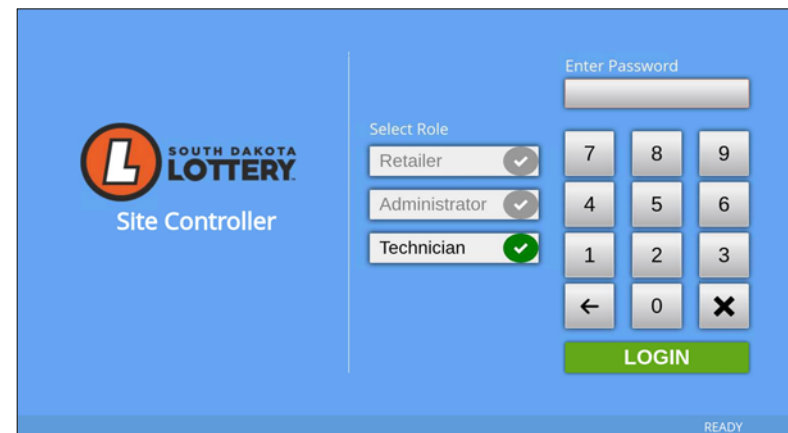 L
SOUTH DAKOTA
LOTTERY.
Site Controller
Select Role
Retailer
Administrator
Technician
Enter Password
7 8 9
4 5 6
1 2 3
← 0 ✖
LOGIN
READY